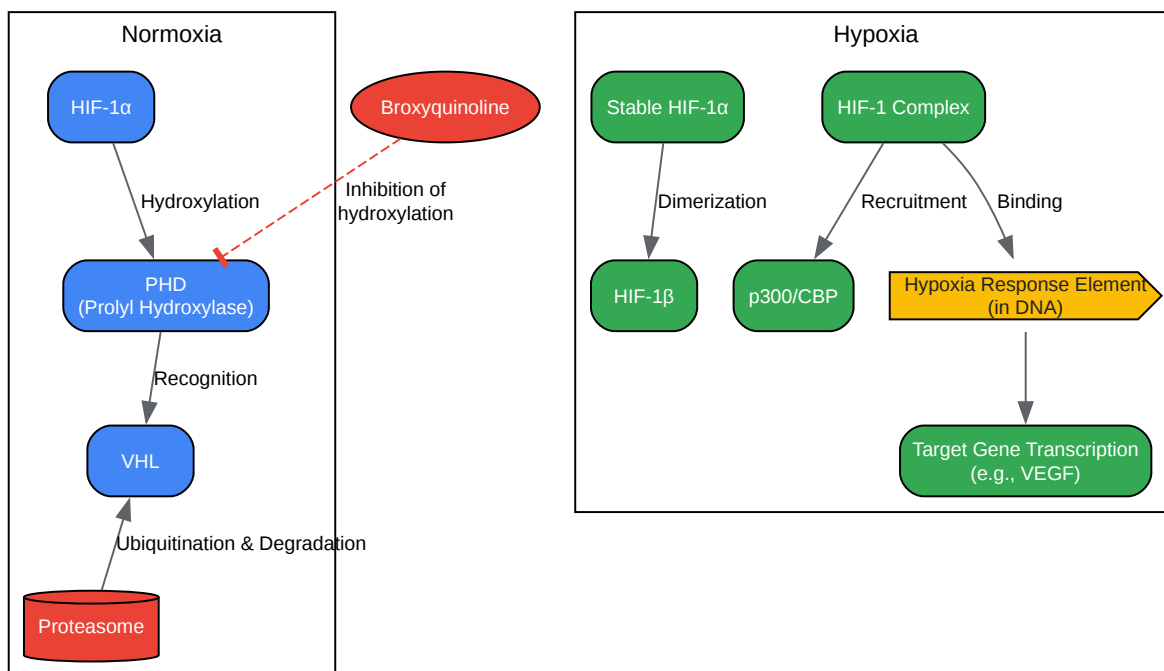 Normoxia
HIF-1α
Hydroxylation
PHD
(Prolyl Hydroxylase)
Recognition
VHL
Ubiquitination & Degradation
Proteasome
Broxyquinoline
Inhibition of
hydroxylation
Hypoxia
Stable HIF-1α
HIF-1 Complex
Dimerization
Recruitment
Binding
HIF-1β
p300/CBP
Hypoxia Response Element
(in DNA)
Target Gene Transcription
(e.g., VEGF)